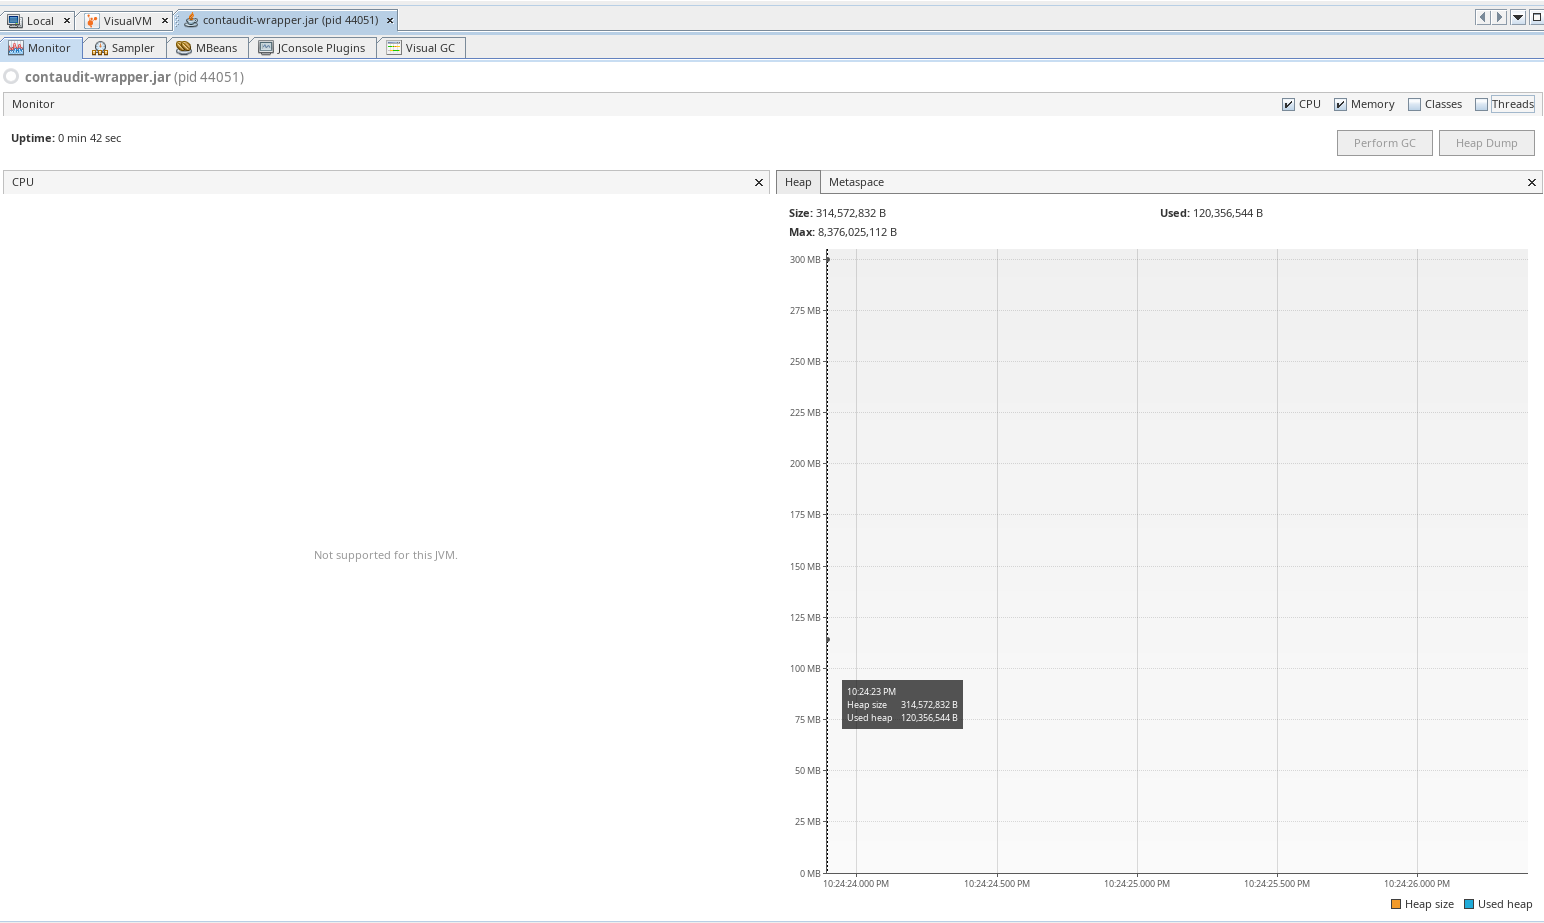 Local × VisualVM × contaudit-wrapper.jar (pid 44051) ×
Monitor Sampler MBeans JConsole Plugins Visual GC
contaudit-wrapper.jar (pid 44051)
Monitor CPU Memory Classes Threads
Uptime: 0 min 42 sec
Perform GC Heap Dump
CPU ×
Not supported for this JVM.
Heap Metaspace ×
Size: 314,572,832 B Used: 120,356,544 B
Max: 8,376,025,112 B
300 MB
275 MB
250 MB
225 MB
200 MB
175 MB
150 MB
125 MB
100 MB
75 MB
50 MB
25 MB
0 MB
10:24:23 PM
Heap size 314,572,832 B
Used heap 120,356,544 B
10:24:24.000 PM 10:24:24.500 PM 10:24:25.000 PM 10:24:25.500 PM 10:24:26.000 PM
Heap size Used heap